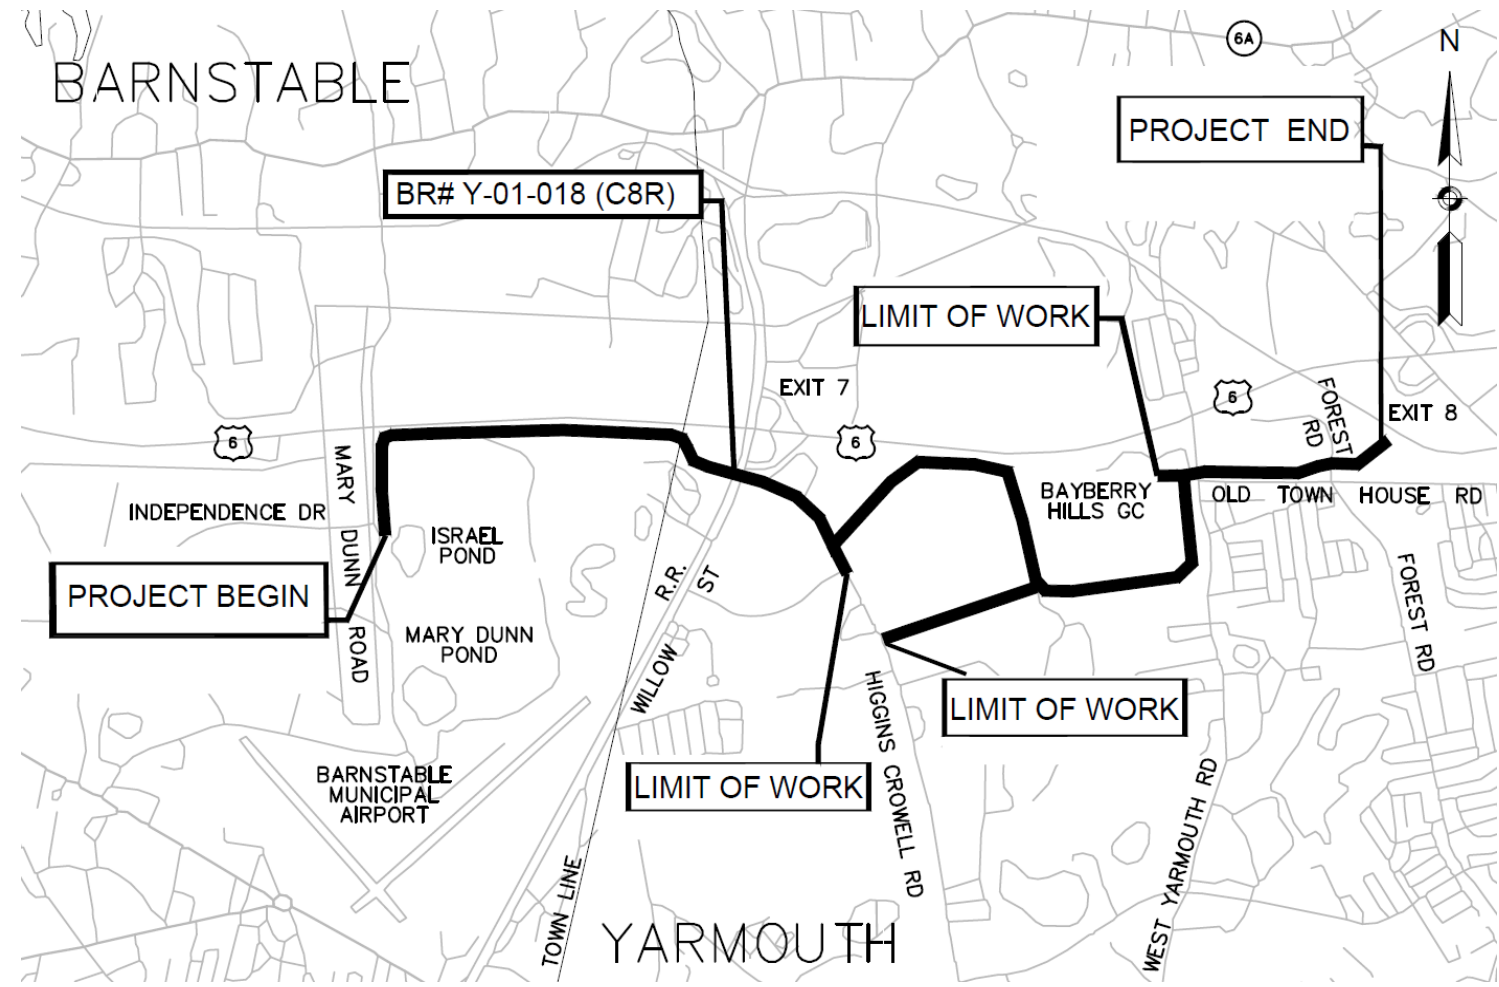 6A
N
BARNSTABLE
PROJECT END
BR# Y-01-018 (C8R)
LIMIT OF WORK
EXIT 7
6
FOREST
RD
EXIT 8
6
6
MARY DUNN ROAD
BAYBERRY
HILLS GC
OLD TOWN HOUSE RD
INDEPENDENCE DR
ISRAEL
POND
R.R.
ST
WILLOW
PROJECT BEGIN
FOREST RD
MARY DUNN
POND
LIMIT OF WORK
HIGGINS CROWELL RD
BARNSTABLE
MUNICIPAL
AIRPORT
LIMIT OF WORK
WEST YARMOUTH RD
TOWN LINE
YARMOUTH